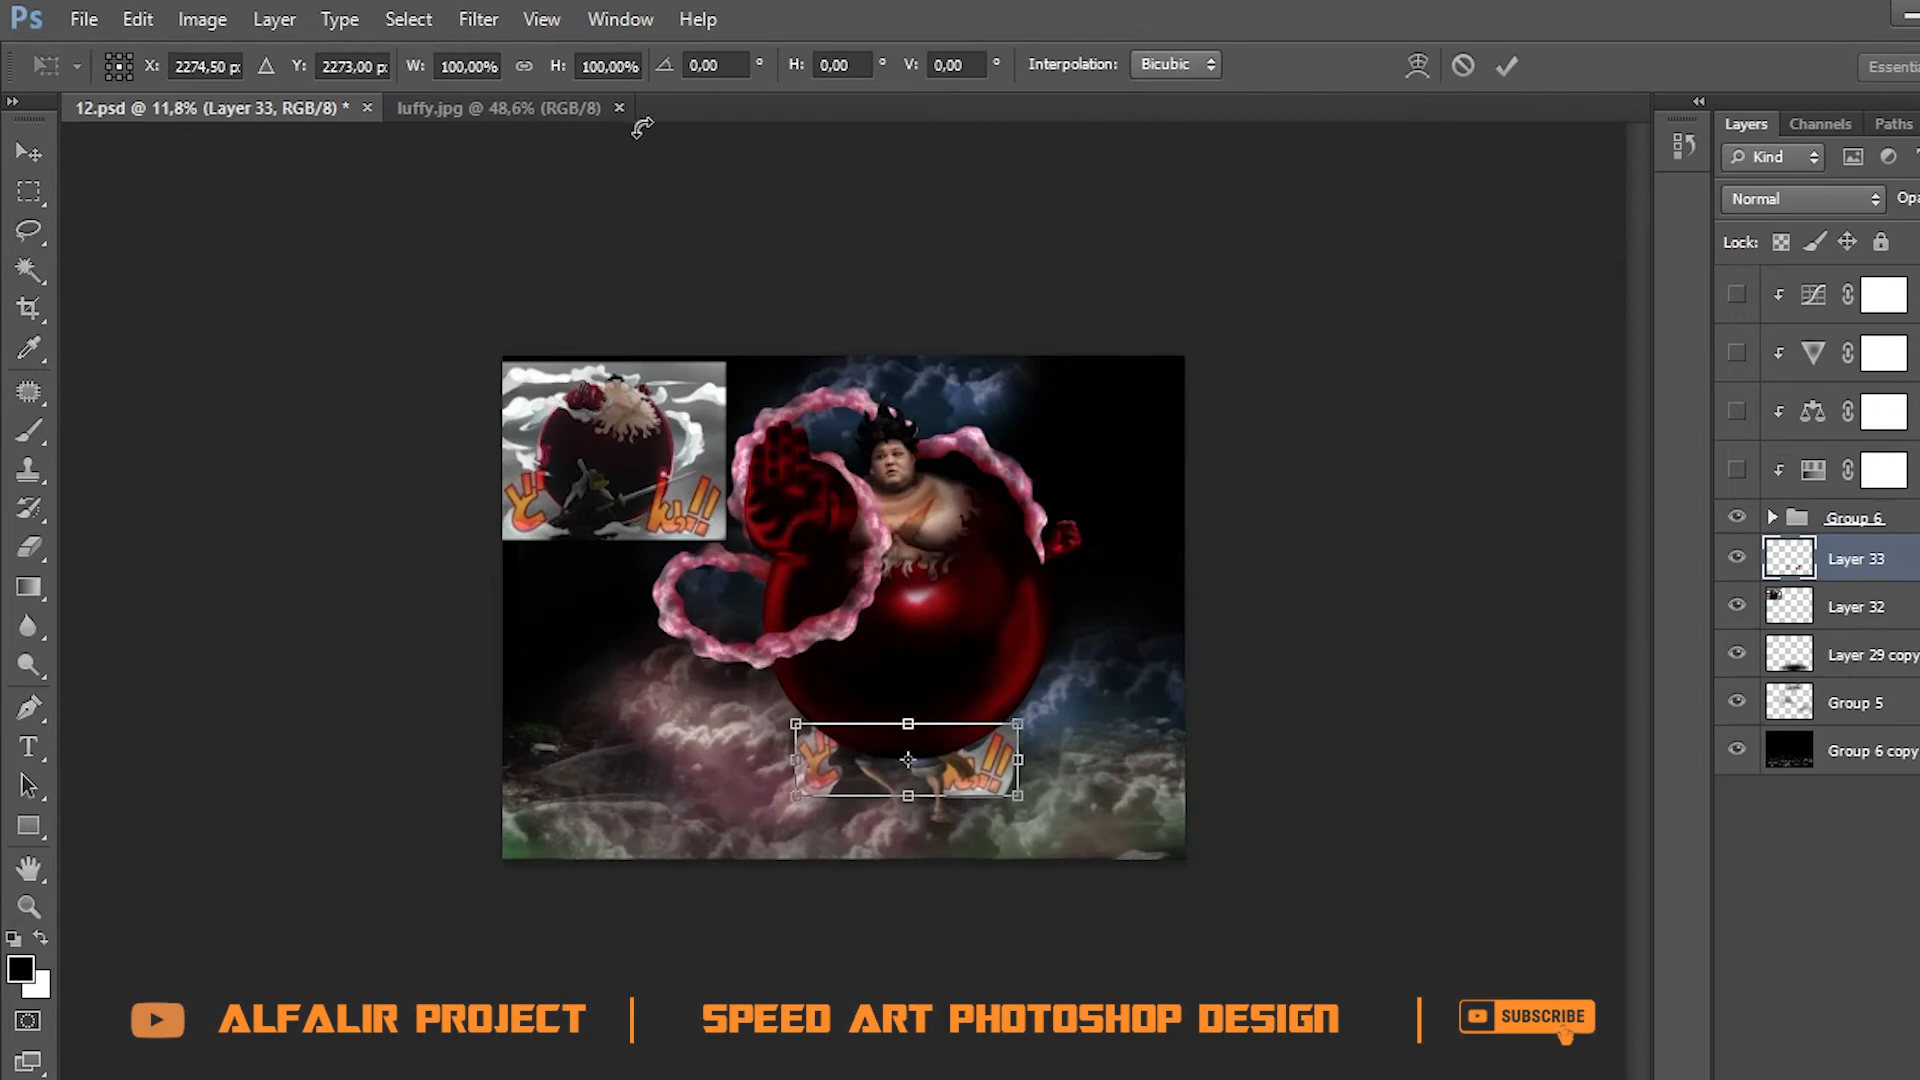 Ps File Edit Image Layer Type Select Filter View Window Help
X: 2274,50 p: Y: 2273,00 p: W: 100,00% H: 100,00% 0,00 ° H: 0,00 ° V: 0,00 ° Interpolation: Bicubic Essentia
12.psd @ 11,8% (Layer 33, RGB/8) * × luffy.jpg @ 48,6% (RGB/8) ×
Layers Channels Paths
Kind
Normal Opa
Lock:
Group 6
Layer 33
Layer 32
Layer 29 copy
Group 5
Group 6 copy
ALFALIR PROJECT | SPEED ART PHOTOSHOP DESIGN | SUBSCRIBE